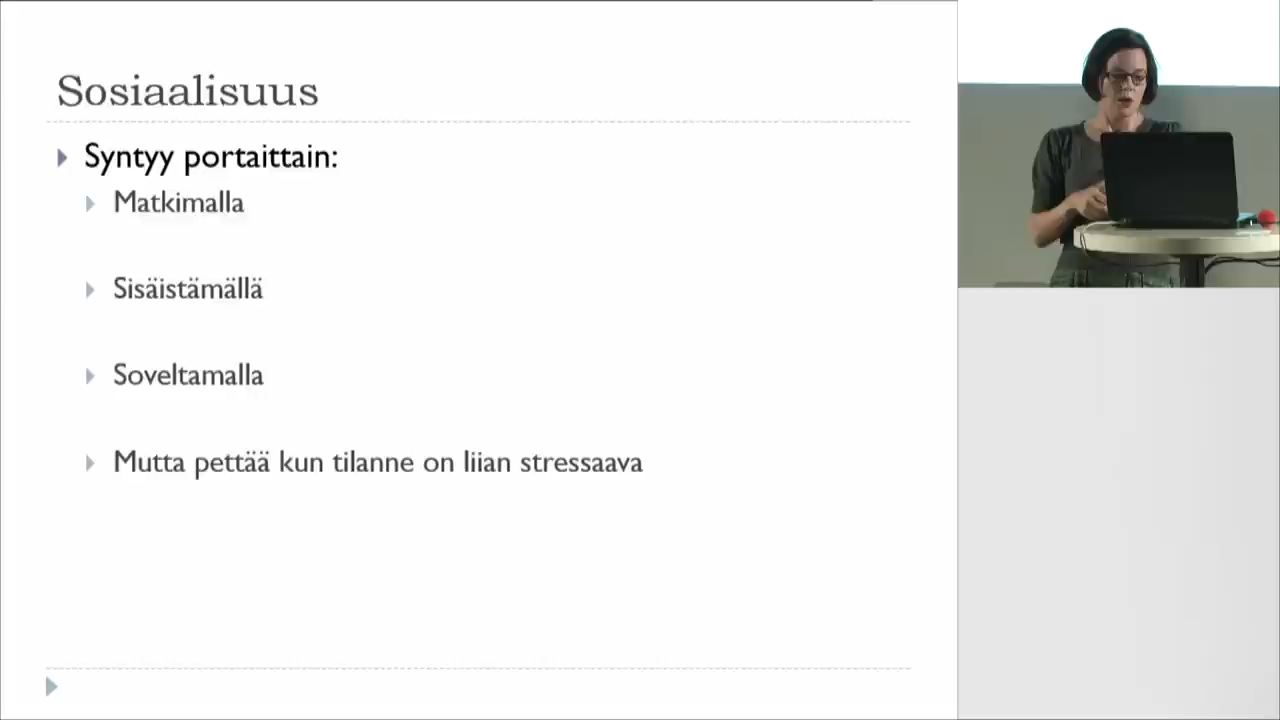 Sosiaalisuus
Syntyy portaittain:
Matkimalla
Sisäistämällä
Soveltamalla
Mutta pettää kun tilanne on liian stressaava